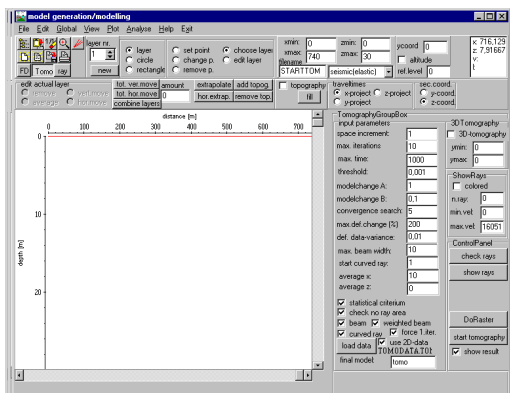 model generation/modelling
File Edit Global View Plot Analyse Help Exit
layer nr.
1
new
FD Tomo ray
layer
circle
rectangle
set point
change p.
remove p.
choose layer
edit layer
xmin: 0
xmax: 740
zmin: 0
zmax: 30
ycoord 0
altitude
ref.level 0
filename
STARTTOM
seismic(elastic)
x 716,129
z 7,91667
v:
t:
edit actual layer
remove vert.move
average hor.move
tot. ver.move
tot. hor.move
combine layers
amount
0
extrapolate
hor.extrap.
add topog.
remove top.
topography
fill
traveltimes
x-project z-project
y-project
sec.coord.
y-coord.
z-coord.
distance [m]
0 100 200 300 400 500 600 700
depth [m]
0
10
20
TomographyGroupBox
input parameters
space increment: 1
max. iterations 10
max. time: 1000
threshold: 0,001
modelchange A: 1
modelchange B: 0,1
convergence search: 5
max.def.change (%) 200
def. data-variance: 0,01
max. beam width: 10
start curved ray: 1
average x: 10
average z: 0
statistical criterium
check no ray area
beam weighted beam
curved ray force 1.iter.
load data use 2D-data
TOMODATA.TOM
final model: tomo
3D Tomography
3D-tomography
ymin: 0
ymax 0
ShowRays
colored
n.ray: 0
min.vel: 0
max.vel: 16051
ControlPanel
check rays
show rays
DoRaster
start tomography
show result